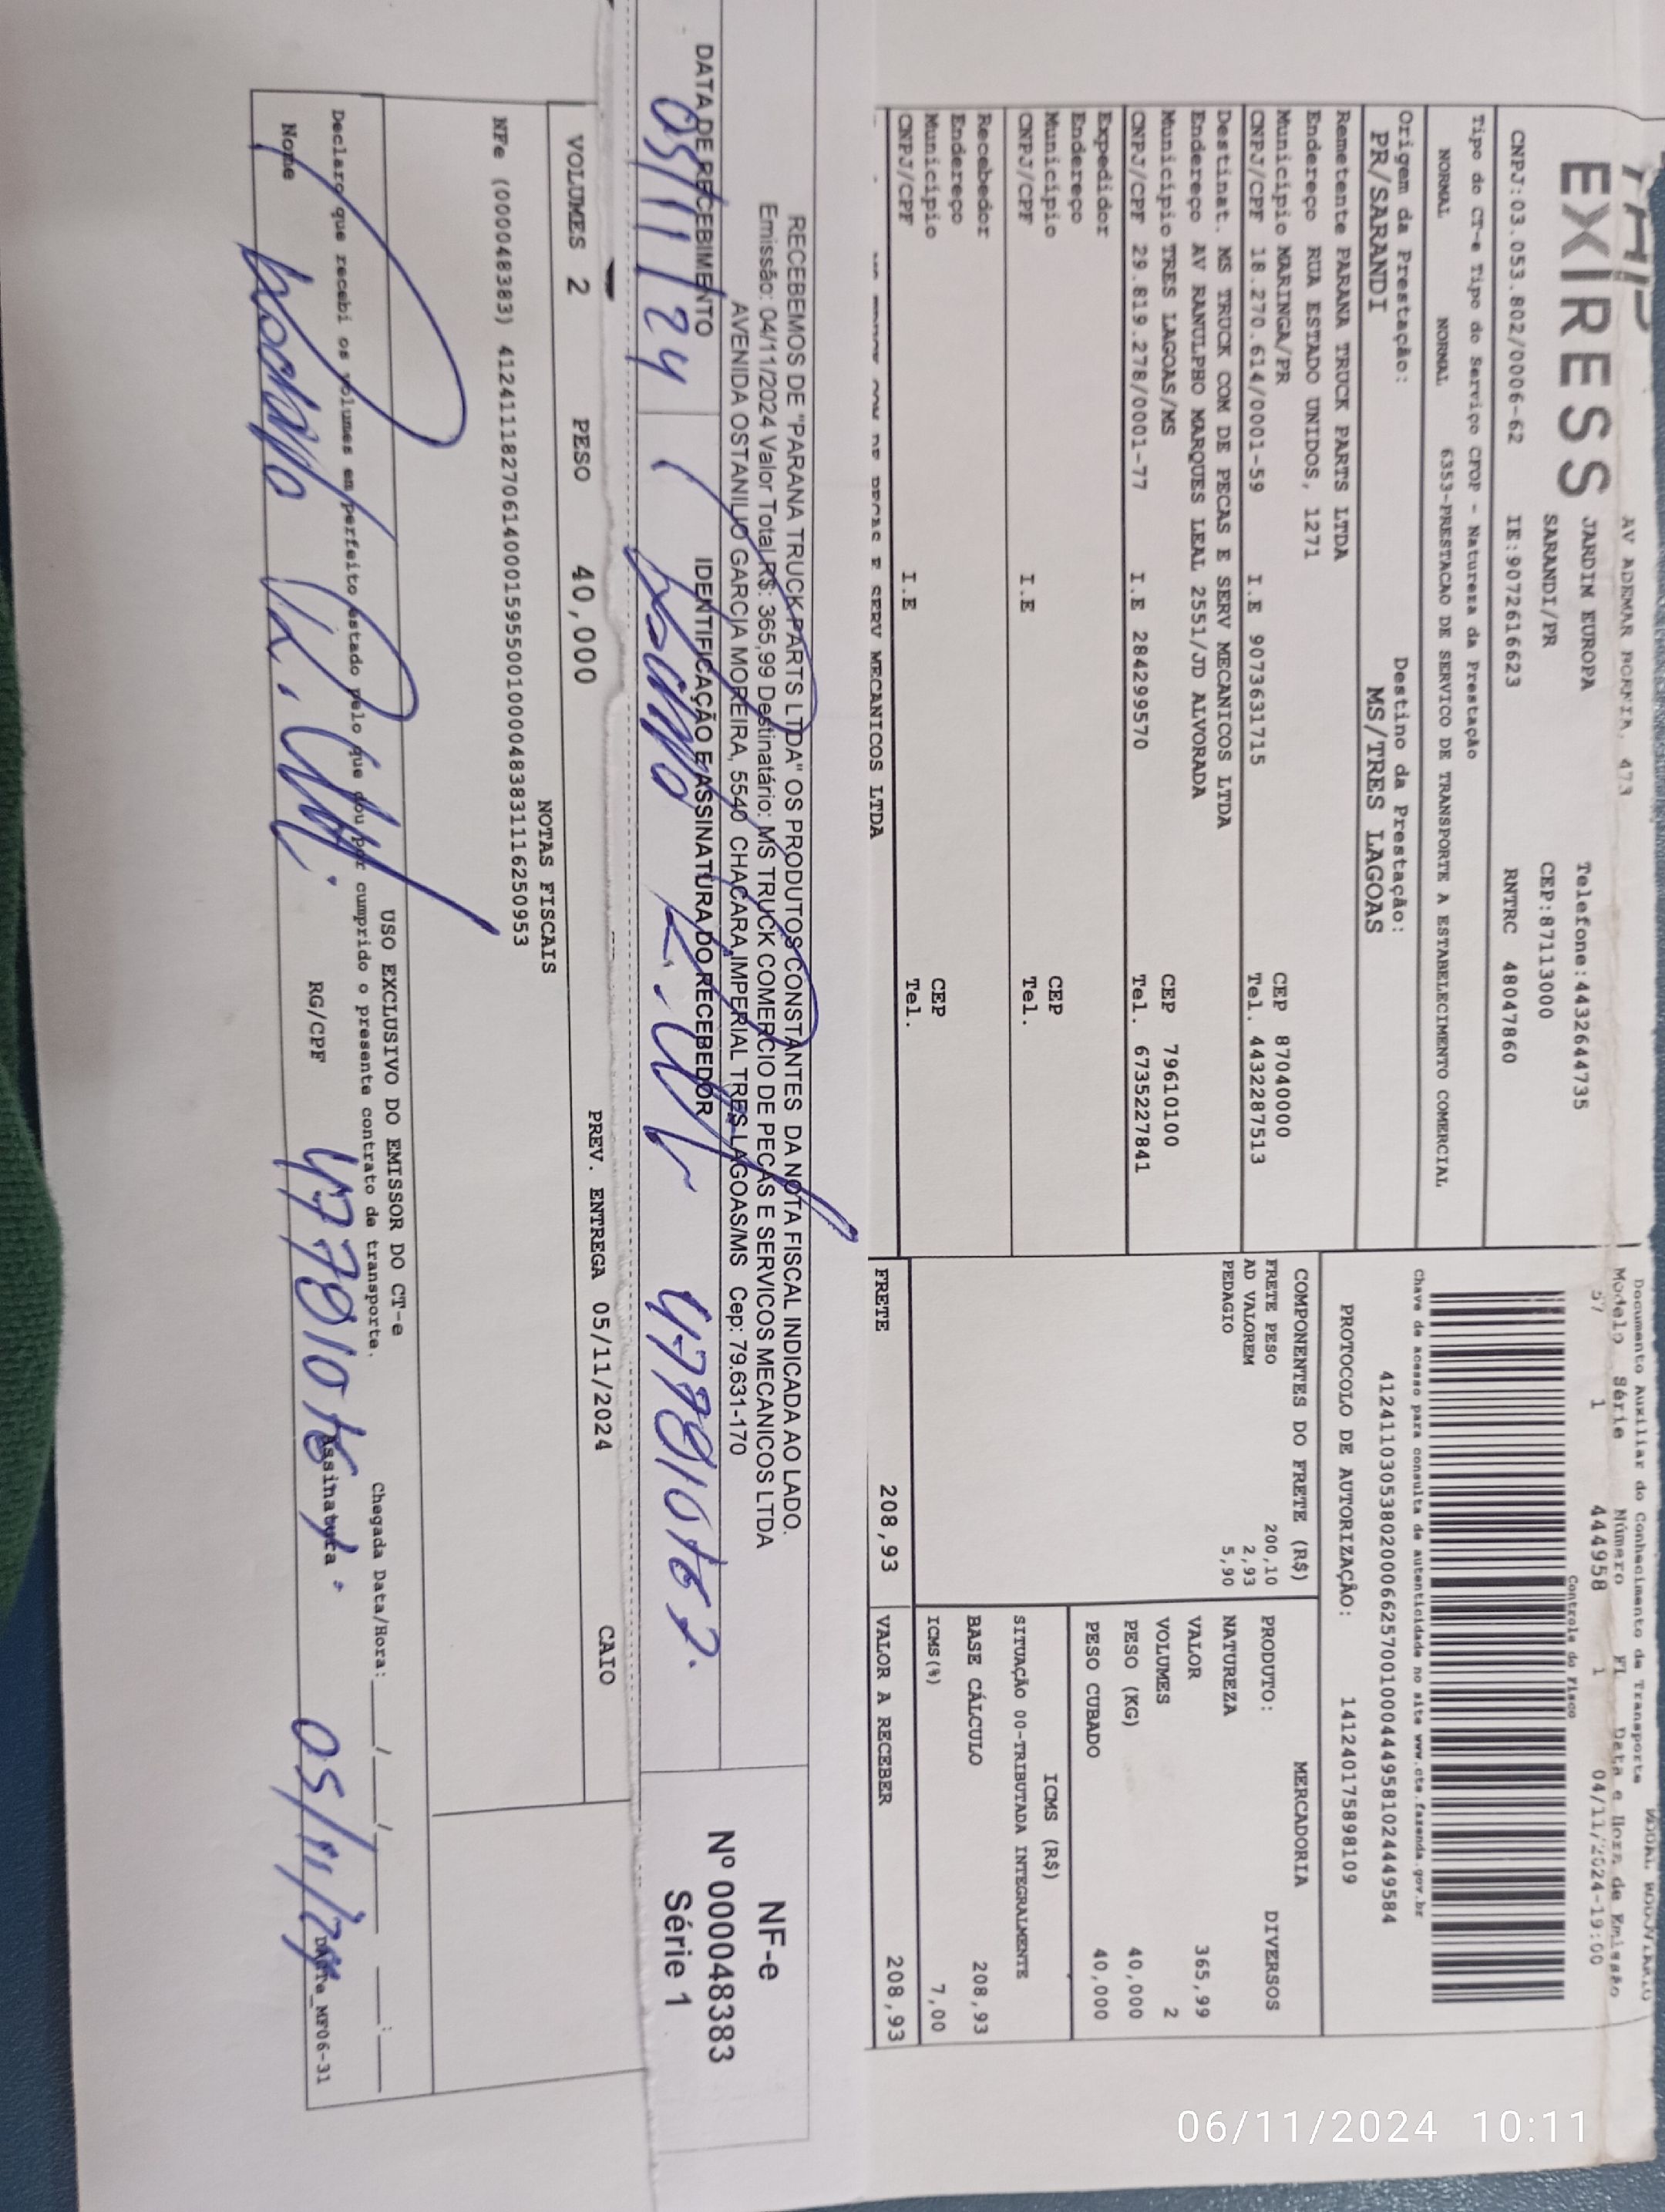 EXPRESS
AV ADEMAR BORNIA, 473
JARDIM EUROPA
Telefone:4432644735
SARANDI/PR
CEP:87113000
CNPJ:03.053.802/0006-62 IE:9072616623 RNTRC 48047860
Tipo do CT-e Tipo do Serviço CFOP - Natureza da Prestação
NORMAL NORMAL 6353-PRESTACAO DE SERVICO DE TRANSPORTE A ESTABELECIMENTO COMERCIAL
Origem da Prestação: Destino da Prestação:
PR/SARANDI MS/TRES LAGOAS
Remetente PARANA TRUCK PARTS LTDA
Endereço RUA ESTADO UNIDOS, 1271
Município MARINGA/PR CEP 87040000
CNPJ/CPF 18.270.614/0001-59 I.E 9073631715 Tel. 4432287513
Destinat. MS TRUCK COM DE PECAS E SERV MECANICOS LTDA
Endereço AV RANULPHO MARQUES LEAL 2551/JD ALVORADA
Município TRES LAGOAS/MS CEP 79610100
CNPJ/CPF 29.819.278/0001-77 I.E 284299570 Tel. 6735227841
Expedidor
Endereço
Município CEP
CNPJ/CPF I.E Tel.
Recebedor
Endereço
Município CEP
CNPJ/CPF I.E Tel.
COM DE PECAS E SERV MECANICOS LTDA
Documento Auxiliar do Conhecimento de Transporte
MODAL RODOVIARIO
Modelo Série Número FL Data e Hora de Emissão
57 1 444958 1 04/11/2024-19:00
Controle do Fisco
Chave de acesso para consulta de autenticidade no site www.cte.fazenda.gov.br
41241103053802000662570010004449581024449584
PROTOCOLO DE AUTORIZAÇÃO: 141240175898109
COMPONENTES DO FRETE (R$)
FRETE PESO 200,10
AD VALOREM 2,93
PEDAGIO 5,90
MERCADORIA
PRODUTO: DIVERSOS
NATUREZA
VALOR 365,99
VOLUMES 2
PESO (KG) 40,000
PESO CUBADO 40,000
ICMS (R$)
SITUAÇÃO 00-TRIBUTADA INTEGRALMENTE
BASE CÁLCULO 208,93
ICMS(%) 7,00
FRETE 208,93
VALOR A RECEBER 208,93
RECEBEMOS DE "PARANA TRUCK PARTS LTDA" OS PRODUTOS CONSTANTES DA NOTA FISCAL INDICADA AO LADO.
Emissão: 04/11/2024 Valor Total R$: 365,99 Destinatário: MS TRUCK COMERCIO DE PECAS E SERVICOS MECANICOS LTDA
AVENIDA OSTANILIO GARCIA MOREIRA, 5540 CHACARA IMPERIAL TRES LAGOAS/MS Cep: 79.631-170
DATA DE RECEBIMENTO IDENTIFICAÇÃO E ASSINATURA DO RECEBEDOR
05/11/24
NF-e
Nº 000048383
Série 1
VOLUMES 2 PESO 40,000 PREV. ENTREGA 05/11/2024 CAIO
NOTAS FISCAIS
NFe (000048383) 41241118270614000159550010000483831116250953
USO EXCLUSIVO DO EMISSOR DO CT-e
Declaro que recebi os volumes em perfeito estado pelo que dou por cumprido o presente contrato de transporte.
Chegada Data/Hora: __/__/__ __:__
Nome RG/CPF Assinatura
05/11/24
DACTe_MF06-31
06/11/2024 10:11